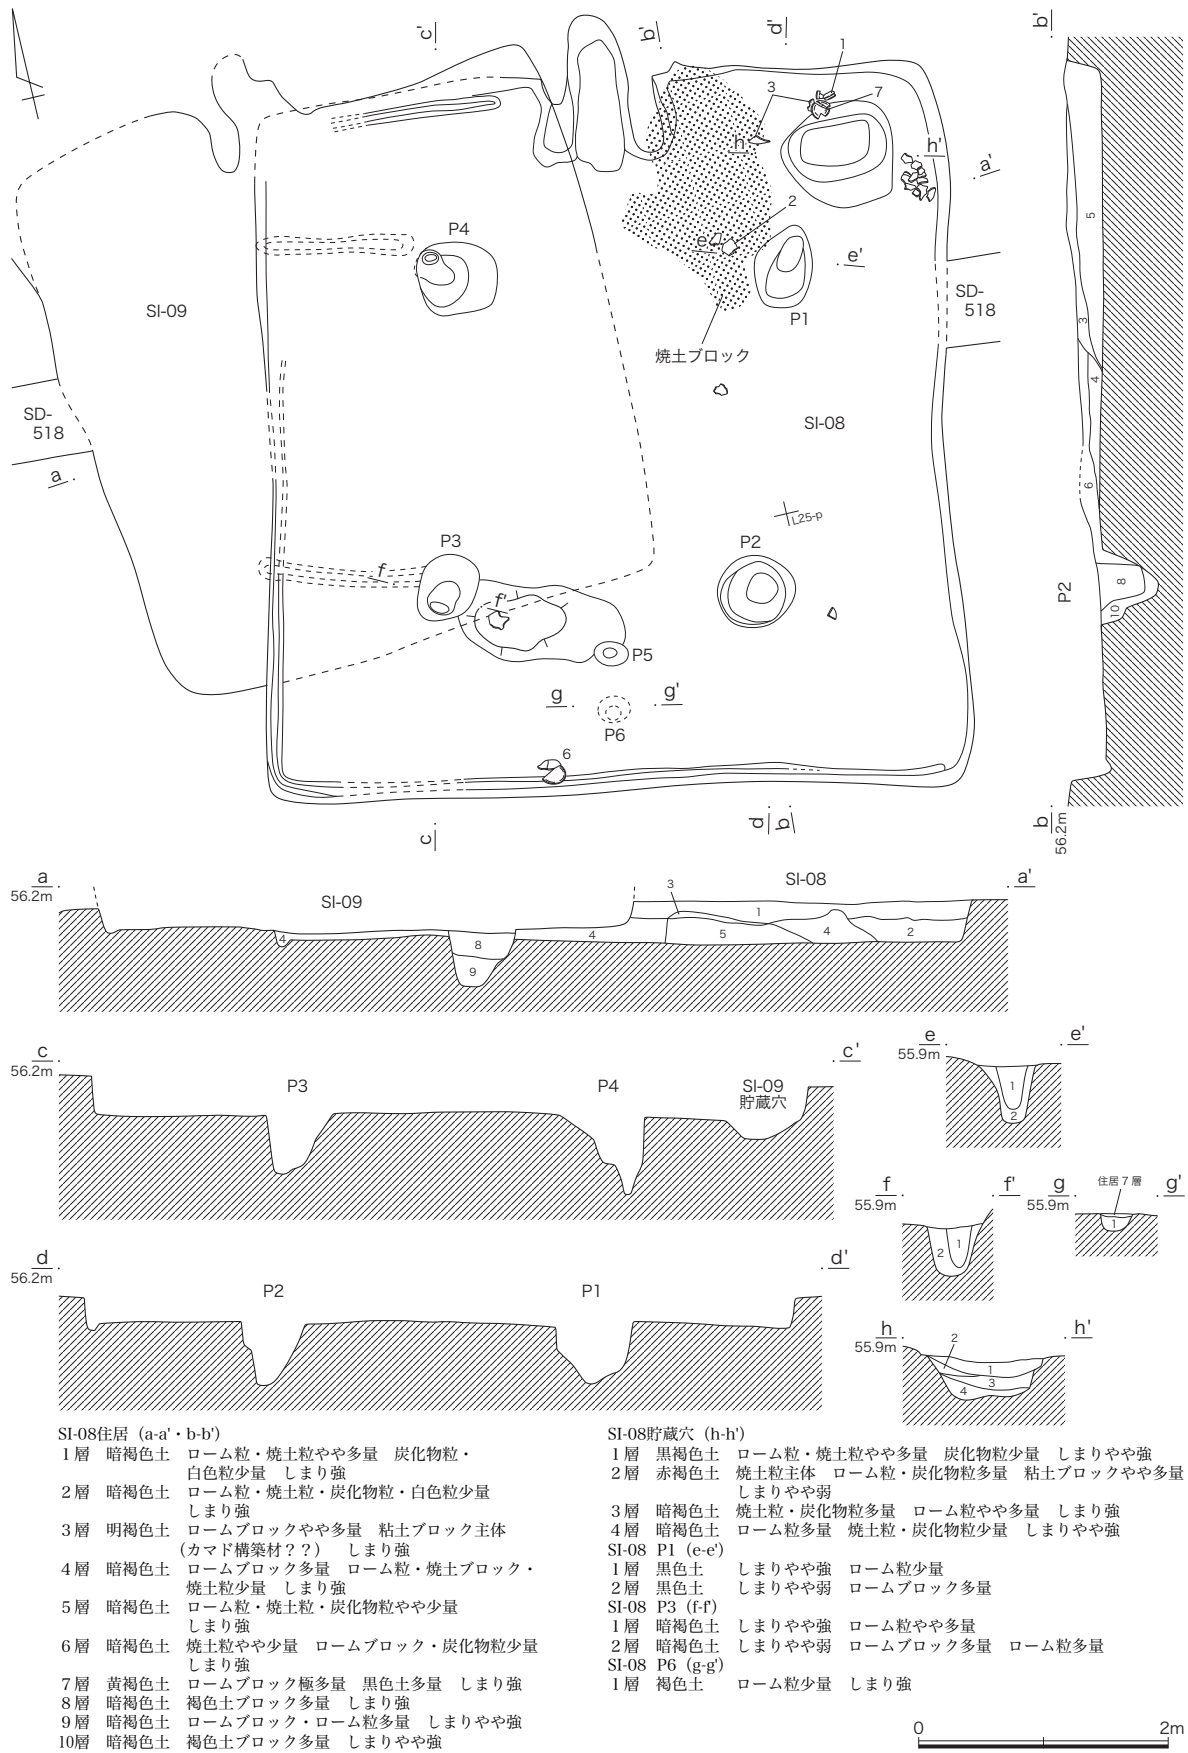 c'
b'
d'
b'
1
3
7
h
h'
a'
2
P4
e
e'
5
SI-09
P1
SD-
518
3
焼土ブロック
4
SD-
518
SI-08
a
6
L25-p
P3
P2
f
f'
P2
8
10
P5
g
g'
P6
6
c
d
b
b
56.2m
a
56.2m
SI-09
SI-08
a'
3
1
4
8
4
5
4
2
9
c
56.2m
P3
P4
SI-09
貯蔵穴
c'
e
55.9m
e'
1
2
f
55.9m
f'
2
1
g
55.9m
住居7層
g'
1
d
56.2m
P2
P1
d'
h
55.9m
h'
2
1
3
4
SI-08住居(a-a'・b-b')
1層 暗褐色土 ローム粒・焼土粒やや多量 炭化物粒・
白色粒少量 しまり強
2層 暗褐色土 ローム粒・焼土粒・炭化物粒・白色粒少量
しまり強
3層 明褐色土 ロームブロックやや多量 粘土ブロック主体
(カマド構築材??) しまり強
4層 暗褐色土 ロームブロック多量 ローム粒・焼土ブロック・
焼土粒少量 しまり強
5層 暗褐色土 ローム粒・焼土粒・炭化物粒やや少量
しまり強
6層 暗褐色土 焼土粒やや少量 ロームブロック・炭化物粒少量
しまり強
7層 黄褐色土 ロームブロック極多量 黒色土多量 しまり強
8層 暗褐色土 褐色土ブロック多量 しまり強
9層 暗褐色土 ロームブロック・ローム粒多量 しまりやや強
10層 暗褐色土 褐色土ブロック多量 しまりやや強
SI-08貯蔵穴(h-h')
1層 黒褐色土 ローム粒・焼土粒やや多量 炭化物粒少量 しまりやや強
2層 赤褐色土 焼土粒主体 ローム粒・炭化物粒多量 粘土ブロックやや多量
しまりやや弱
3層 暗褐色土 焼土粒・炭化物粒多量 ローム粒やや多量 しまり強
4層 暗褐色土 ローム粒多量 焼土粒・炭化物粒少量 しまりやや強
SI-08 P1(e-e')
1層 黒色土 しまりやや強 ローム粒少量
2層 黒色土 しまりやや弱 ロームブロック多量
SI-08 P3(f-f')
1層 暗褐色土 しまりやや強 ローム粒やや多量
2層 暗褐色土 しまりやや弱 ロームブロック多量 ローム粒多量
SI-08 P6(g-g')
1層 褐色土 ローム粒少量 しまり強
0
2m